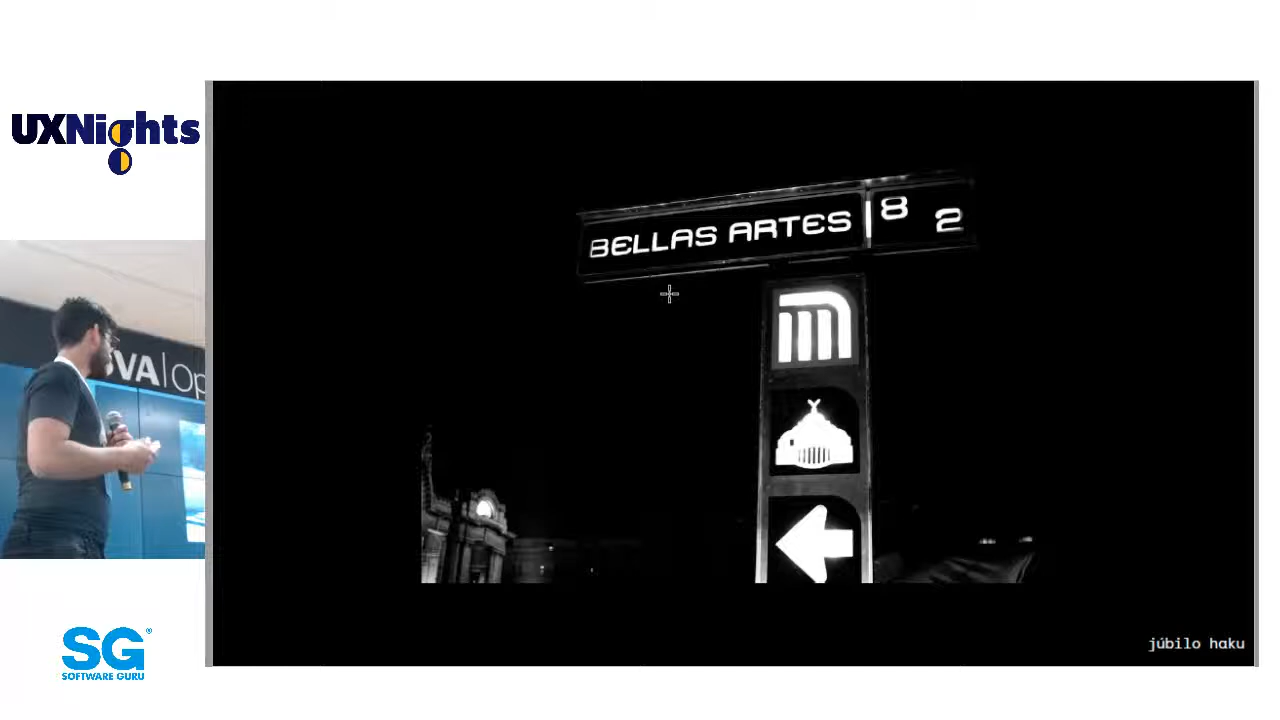 UXNights
BELLAS ARTES | 8 2
VA | Op
SG®
SOFTWARE GURU
júbilo haku